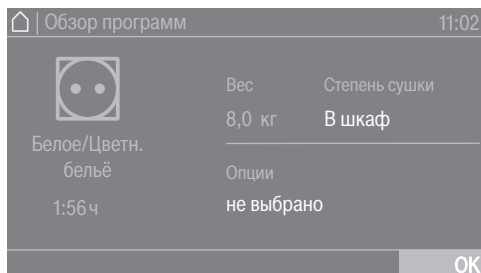 Обзор программ 11:02
Вес Степень сушки
8,0 кг В шкаф
Белое/Цветн.
бельё
Опции
1:56 ч не выбрано
OK